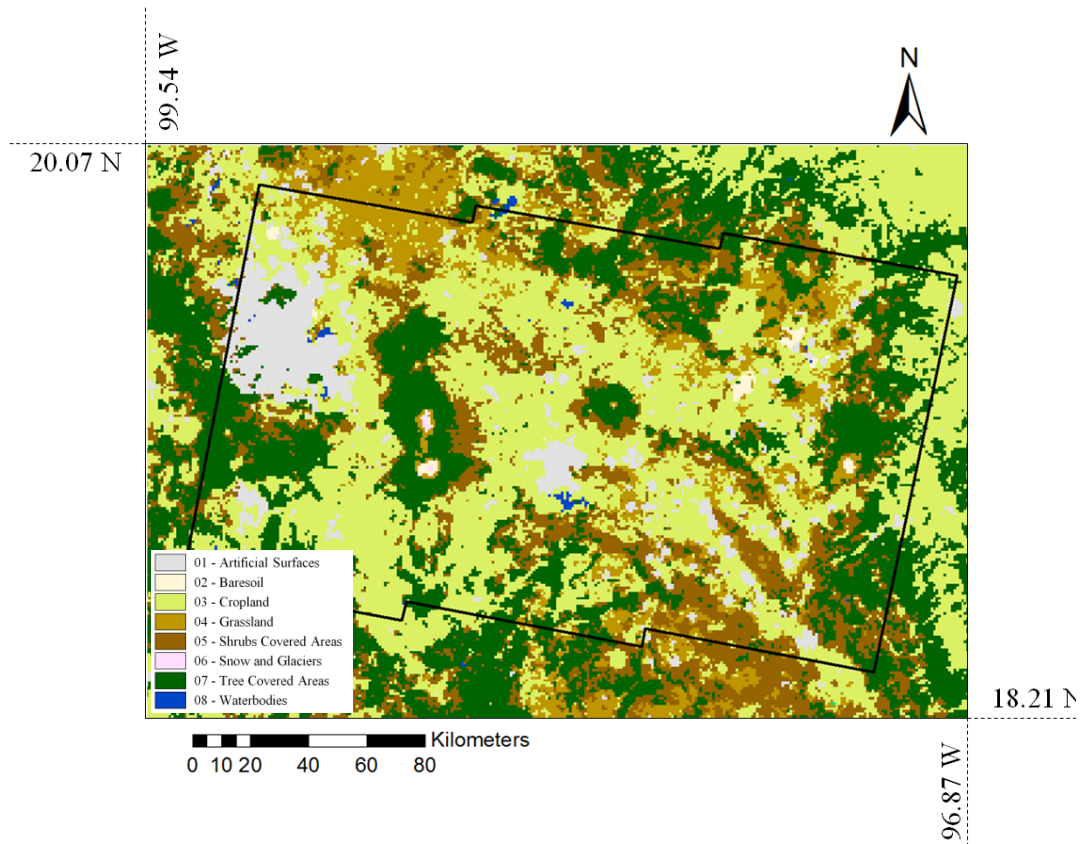 99.54 W
N
20.07 N
01 - Artificial Surfaces
02 - Baresoil
03 - Cropland
04 - Grassland
05 - Shrubs Covered Areas
06 - Snow and Glaciers
07 - Tree Covered Areas
08 - Waterbodies
18.21 N
Kilometers
0 10 20 40 60 80
96.87 W